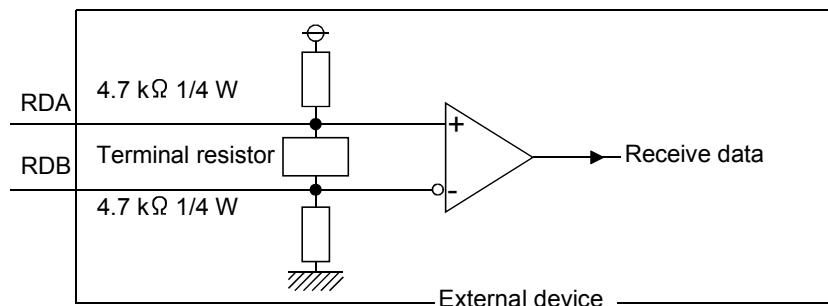 4.7 kΩ 1/4 W
RDA
+
Terminal resistor
Receive data
RDB
-
4.7 kΩ 1/4 W
External device